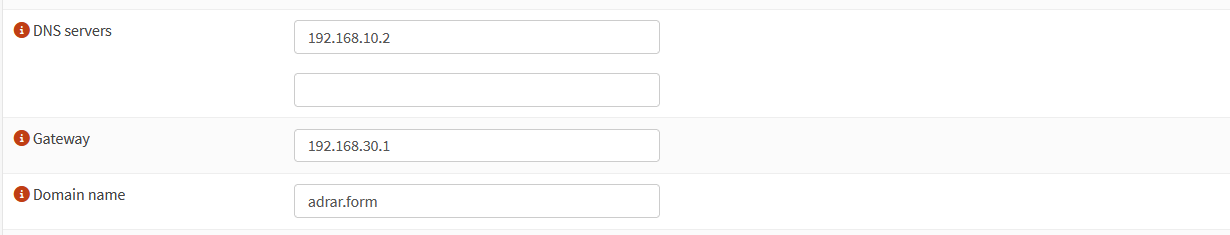 DNS servers
192.168.10.2
Gateway
192.168.30.1
Domain name
adrar.form